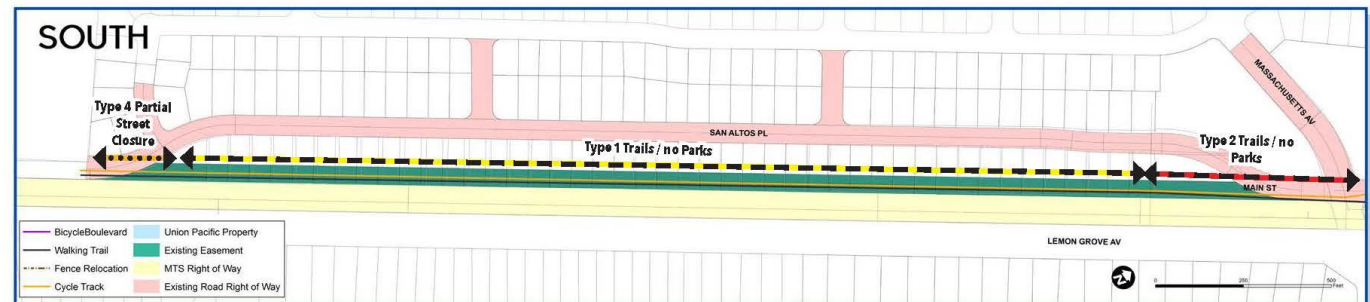 SOUTH
Type 4 Partial
Street
Closure
SAN ALTOS PL
Type 1 Trails / no Parks
MASSACHUSETTS AV
Type 2 Trails / no
Parks
MAIN ST
LEMON GROVE AV
BicycleBoulevard
Walking Trail
Fence Relocation
Cycle Track
Union Pacific Property
Existing Easement
MTS Right of Way
Existing Road Right of Way
0 250 500
Feet